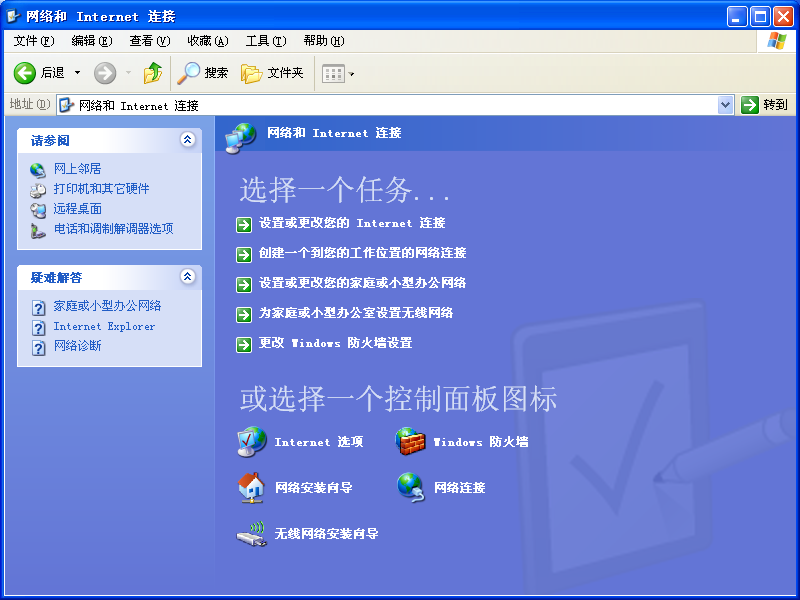 网络和 Internet 连接
文件(F) 编辑(E) 查看(V) 收藏(A) 工具(T) 帮助(H)
后退 搜索 文件夹
地址(D) 网络和 Internet 连接 转到
请参阅
网上邻居
打印机和其它硬件
远程桌面
电话和调制解调器选项
疑难解答
家庭或小型办公网络
Internet Explorer
网络诊断
网络和 Internet 连接
选择一个任务...
设置或更改您的 Internet 连接
创建一个到您的工作位置的网络连接
设置或更改您的家庭或小型办公网络
为家庭或小型办公室设置无线网络
更改 Windows 防火墙设置
或选择一个控制面板图标
Internet 选项 Windows 防火墙
网络安装向导 网络连接
无线网络安装向导